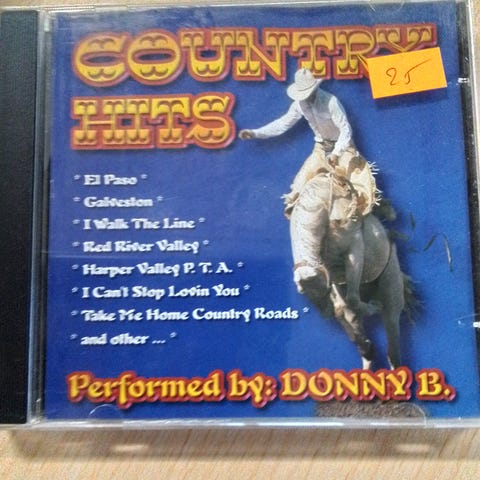 COUNTRY
25
HITS
* El Paso *
* Galveston *
* I Walk The Line *
* Red River Valley *
* Harper Valley P. T. A. *
* I Can't Stop Lovin You *
* Take Me Home Country Roads *
* and other ... *
Performed by: DONNY B.